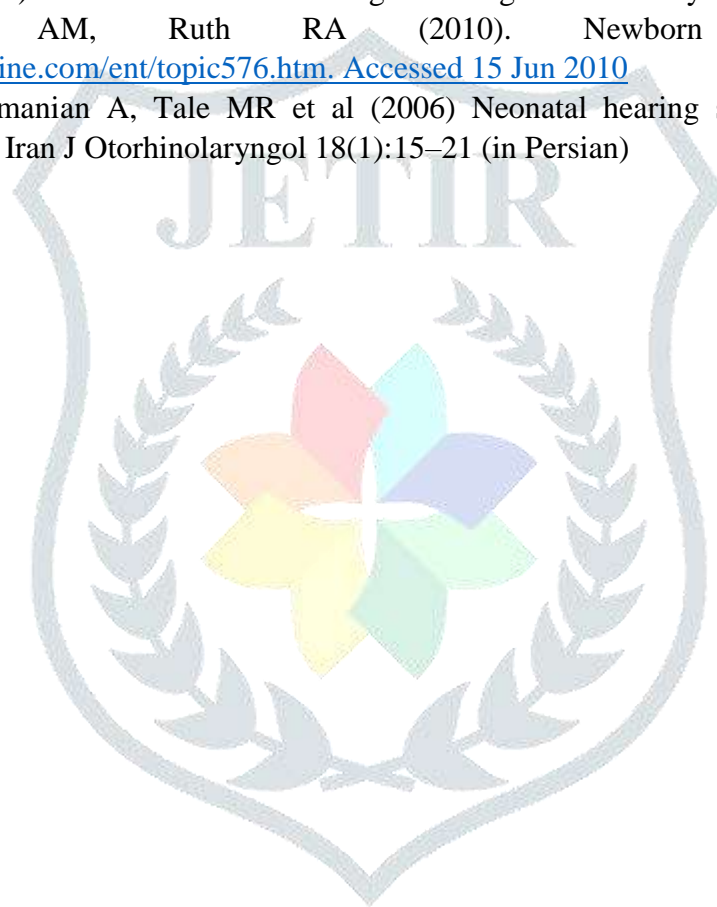 AM, Ruth RA (2010). Newborn
ine.com/ent/topic576.htm. Accessed 15 Jun 2010
manian A, Tale MR et al (2006) Neonatal hearing
Iran J Otorhinolaryngol 18(1):15–21 (in Persian)
JETIR